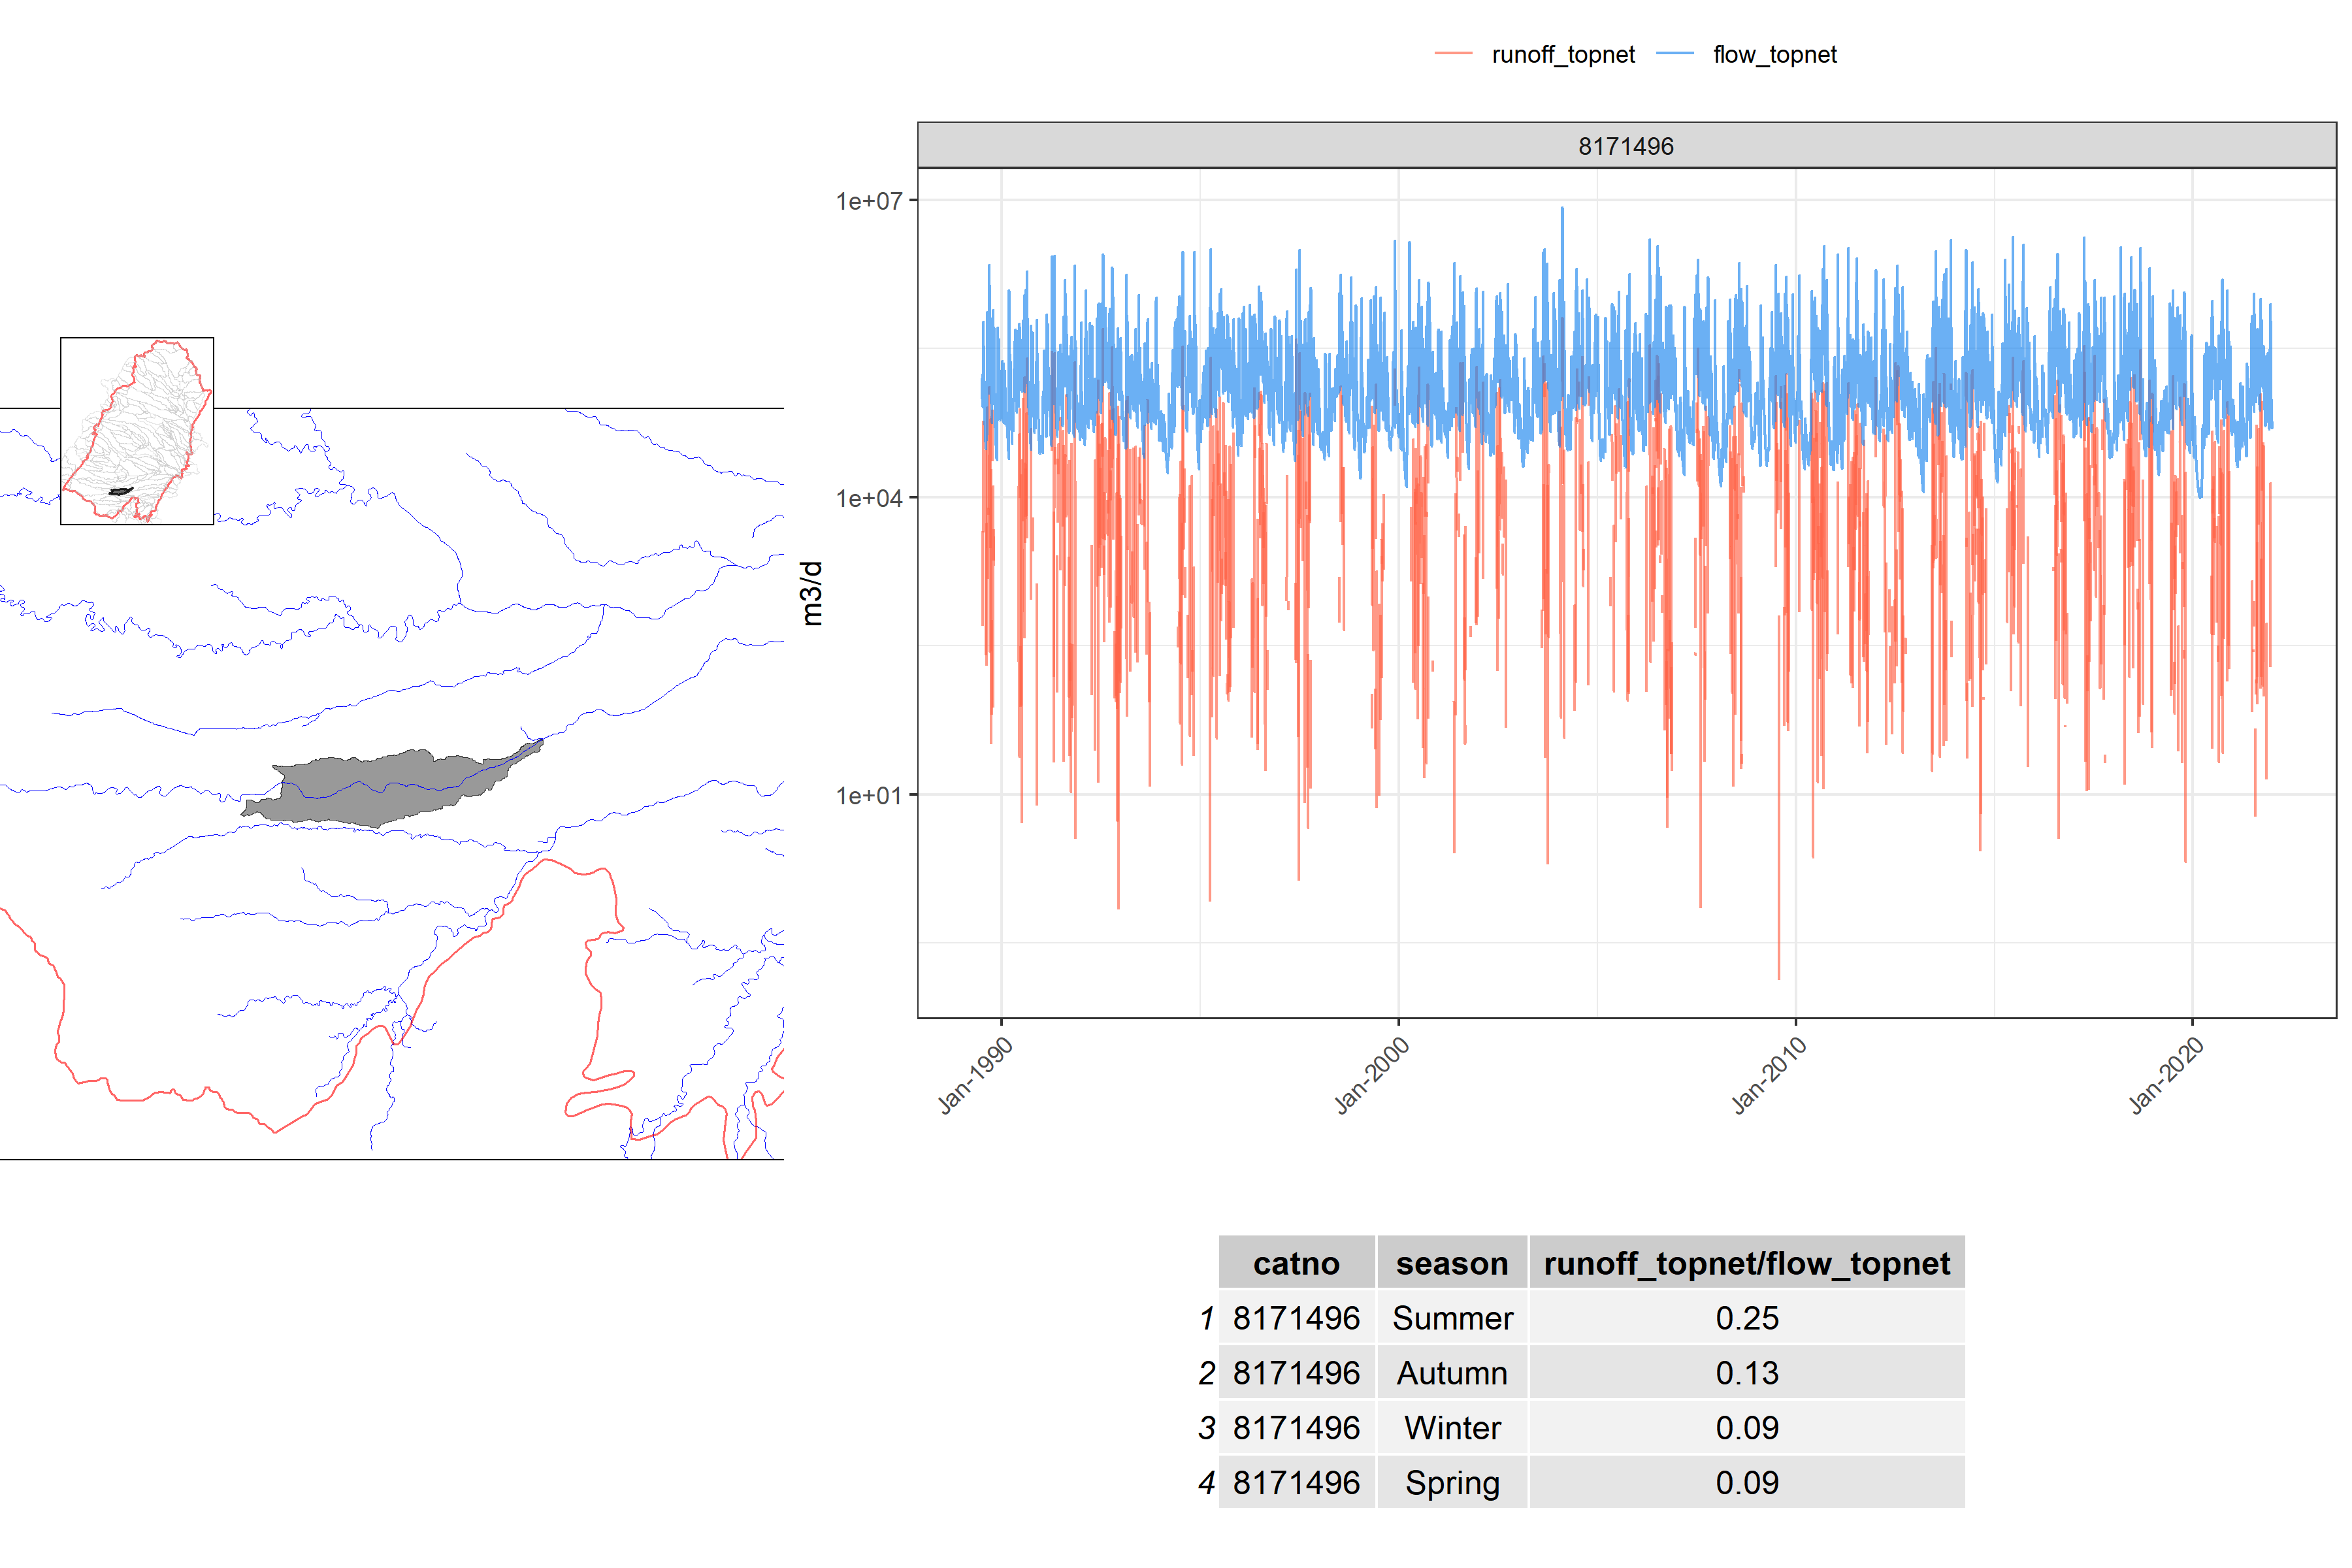 runoff_topnet flow_topnet
8171496
1e+07
1e+04
1e+01
m3/d
Jan-1990 Jan-2000 Jan-2010 Jan-2020
catno season runoff_topnet/flow_topnet
1 8171496 Summer 0.25
2 8171496 Autumn 0.13
3 8171496 Winter 0.09
4 8171496 Spring 0.09